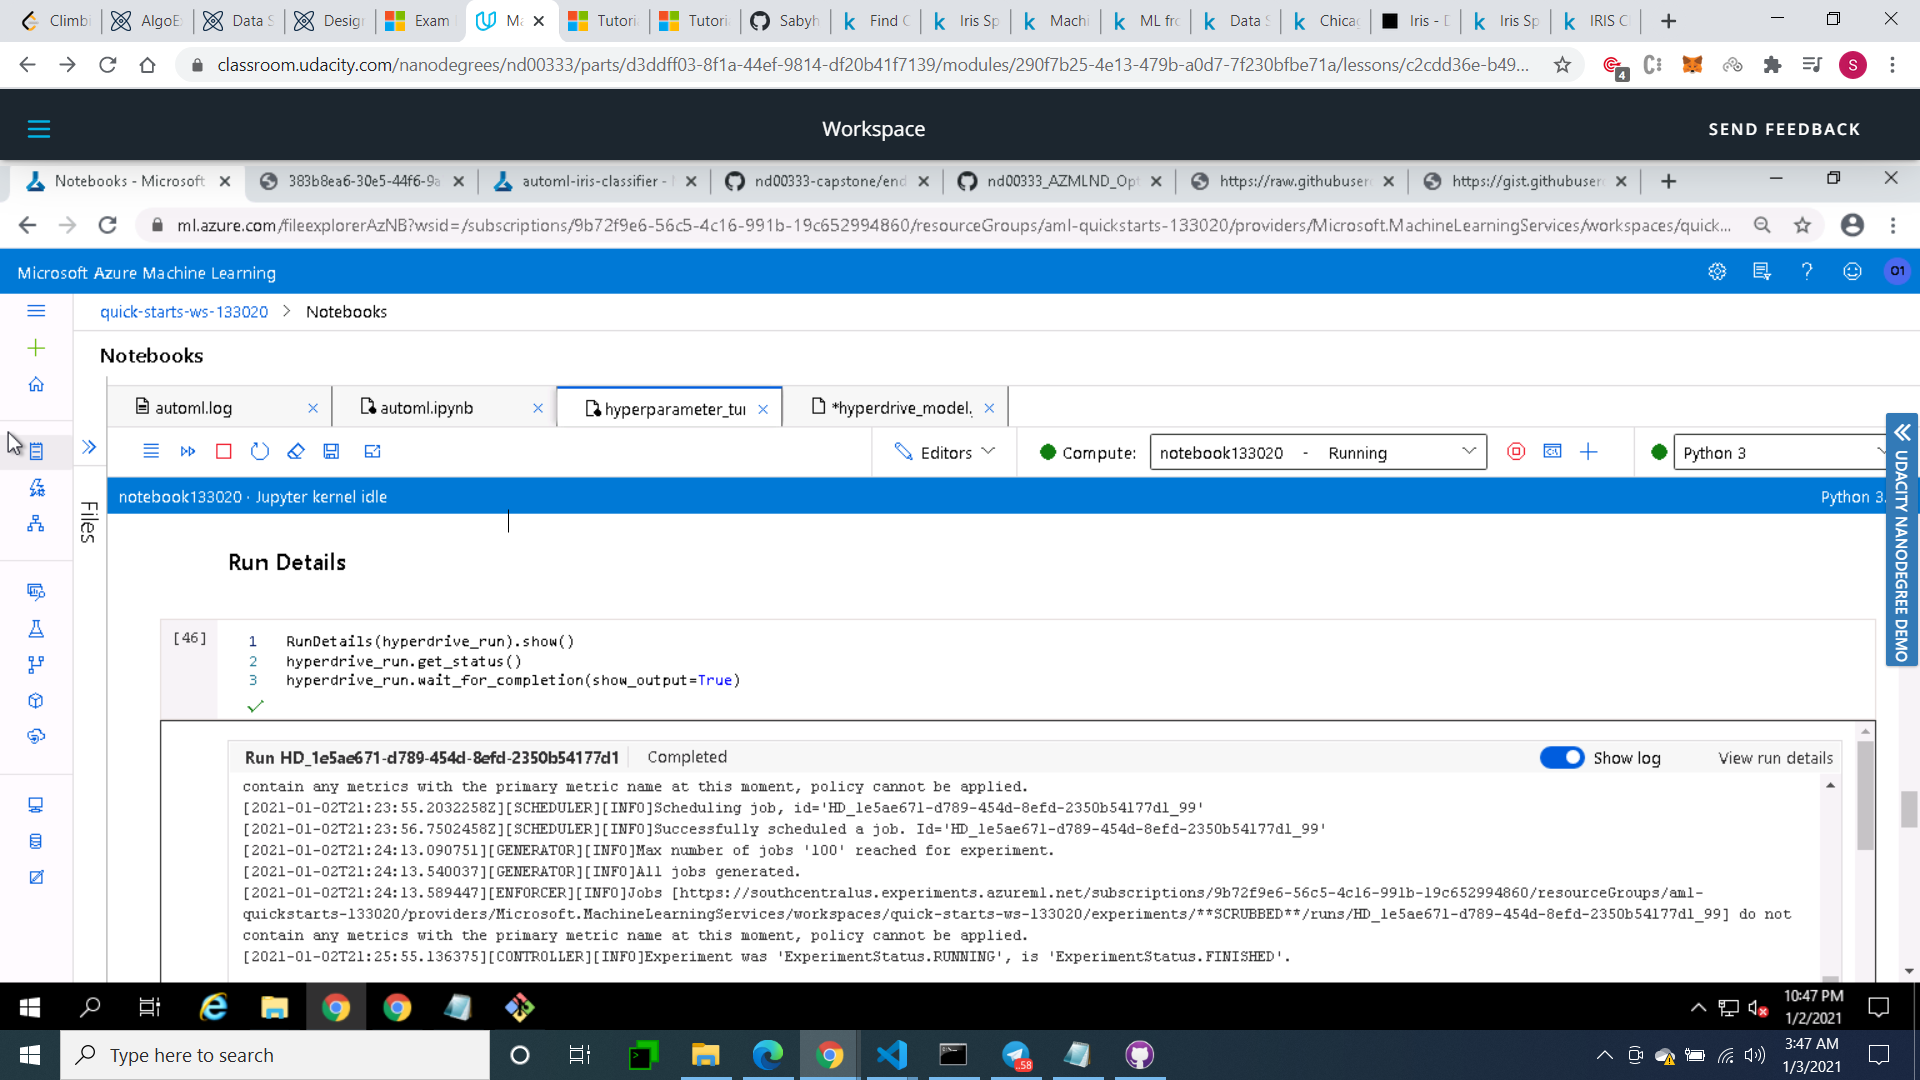 Climbi
AlgoE
Data S
Design
Exam
Ma
Tutori
Tutori
Sabyh
Find C
Iris Sp
Machi
ML fro
Data S
Chicag
Iris - D
Iris Sp
IRIS C
classroom.udacity.com/nanodegrees/nd00333/parts/d3ddff03-8f1a-44ef-9814-df20b41f7139/modules/290f7b25-4e13-479b-a0d7-7f230bfbe71a/lessons/c2cdd36e-b49...
4
S
Workspace
SEND FEEDBACK
Notebooks - Microsoft
383b8ea6-30e5-44f6-9a
automl-iris-classifier -
nd00333-capstone/end
nd00333_AZMLND_Opt
https://raw.githubuser
https://gist.githubuser
ml.azure.com/fileexplorerAzNB?wsid=/subscriptions/9b72f9e6-56c5-4c16-991b-19c652994860/resourceGroups/aml-quickstarts-133020/providers/Microsoft.MachineLearningServices/workspaces/quick...
Microsoft Azure Machine Learning
O1
quick-starts-ws-133020 > Notebooks
Notebooks
automl.log
automl.ipynb
hyperparameter_tur
*hyperdrive_model.
Editors
Compute:
notebook133020 - Running
Python 3
notebook133020 · Jupyter kernel idle
Python 3.
Files
UDACITY NANODEGREE DEMO
Run Details
[46]
1 RunDetails(hyperdrive_run).show()
2 hyperdrive_run.get_status()
3 hyperdrive_run.wait_for_completion(show_output=True)
Run HD_1e5ae671-d789-454d-8efd-2350b54177d1
Completed
Show log
View run details
contain any metrics with the primary metric name at this moment, policy cannot be applied.
[2021-01-02T21:23:55.2032258Z][SCHEDULER][INFO]Scheduling job, id='HD_1e5ae671-d789-454d-8efd-2350b54177d1_99'
[2021-01-02T21:23:56.7502458Z][SCHEDULER][INFO]Successfully scheduled a job. Id='HD_1e5ae671-d789-454d-8efd-2350b54177d1_99'
[2021-01-02T21:24:13.090751][GENERATOR][INFO]Max number of jobs '100' reached for experiment.
[2021-01-02T21:24:13.540037][GENERATOR][INFO]All jobs generated.
[2021-01-02T21:24:13.589447][ENFORCER][INFO]Jobs [https://southcentralus.experiments.azureml.net/subscriptions/9b72f9e6-56c5-4c16-991b-19c652994860/resourceGroups/aml-
quickstarts-133020/providers/Microsoft.MachineLearningServices/workspaces/quick-starts-ws-133020/experiments/**SCRUBBED**/runs/HD_1e5ae671-d789-454d-8efd-2350b54177d1_99] do not
contain any metrics with the primary metric name at this moment, policy cannot be applied.
[2021-01-02T21:25:55.136375][CONTROLLER][INFO]Experiment was 'ExperimentStatus.RUNNING', is 'ExperimentStatus.FINISHED'.
10:47 PM
1/2/2021
Type here to search
58
3:47 AM
1/3/2021